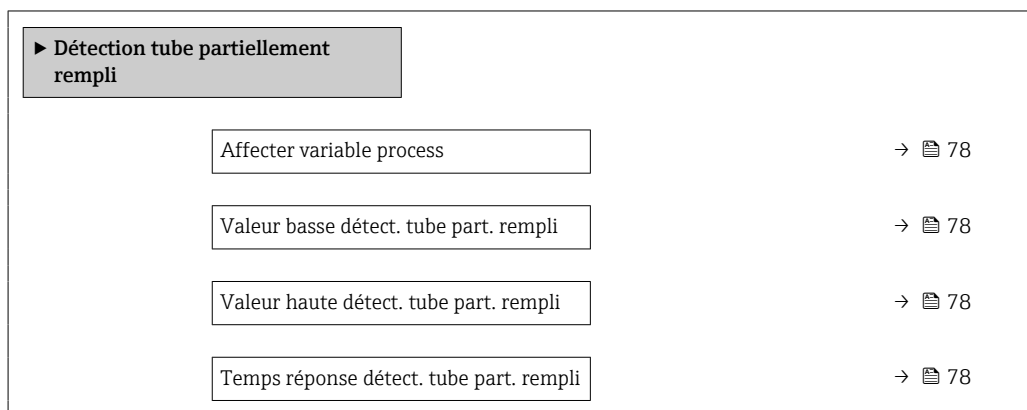 ▶ Détection tube partiellement
rempli
Affecter variable process → 78
Valeur basse détect. tube part. rempli → 78
Valeur haute détect. tube part. rempli → 78
Temps réponse détect. tube part. rempli → 78